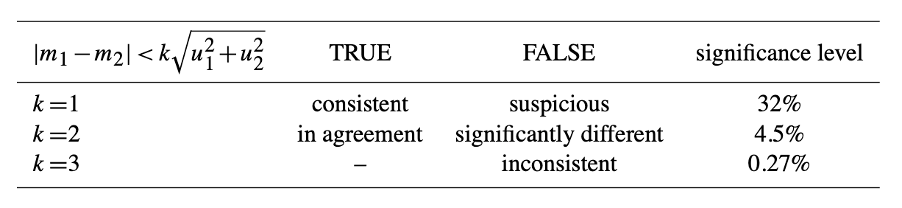 |m₁ − m₂| < k√(u₁² + u₂²) TRUE FALSE significance level
k = 1 consistent suspicious 32%
k = 2 in agreement significantly different 4.5%
k = 3 – inconsistent 0.27%